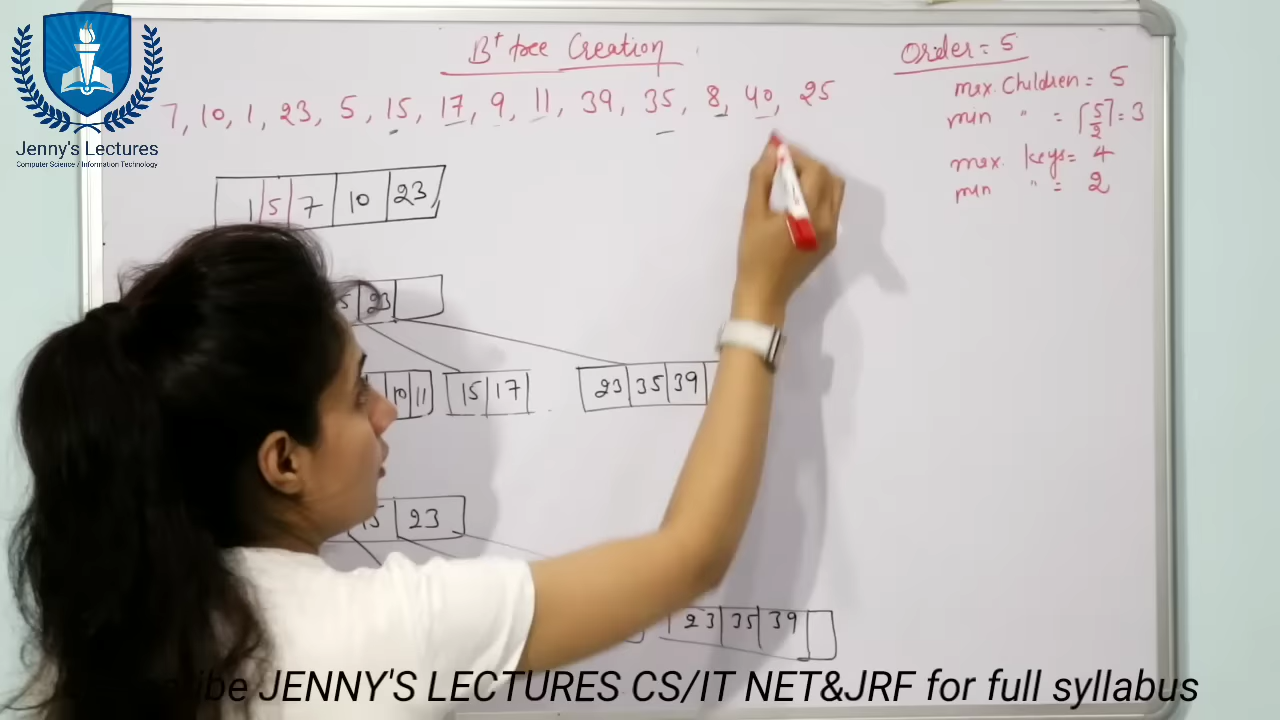 B+ tree Creation
Order = 5
7, 10, 1, 23, 5, 15, 17, 9, 11, 39, 35, 8, 40, 25
max. Children = 5
min " = ⌈5/2⌉ = 3
max. keys = 4
min " = 2
Jenny's Lectures
Computer Science / Information Technology
1 5 7 10 23
5 23
10 11 15 17 23 35 39
15 23
23 35 39
be JENNY'S LECTURES CS/IT NET&JRF for full syllabus